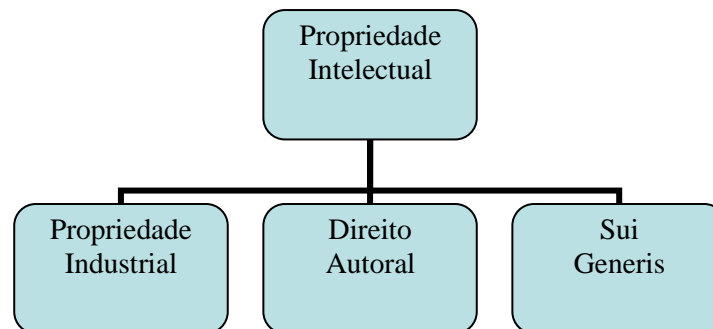 Propriedade
Intelectual
Propriedade
Industrial
Direito
Autoral
Sui
Generis